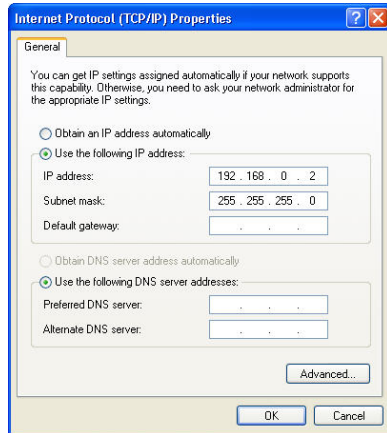 Internet Protocol (TCP/IP) Properties
General
You can get IP settings assigned automatically if your network supports
this capability. Otherwise, you need to ask your network administrator for
the appropriate IP settings.
Obtain an IP address automatically
Use the following IP address:
IP address: 192 . 168 . 0 . 2
Subnet mask: 255 . 255 . 255 . 0
Default gateway: . . .
Obtain DNS server address automatically
Use the following DNS server addresses:
Preferred DNS server: . . .
Alternate DNS server: . . .
Advanced...
OK Cancel